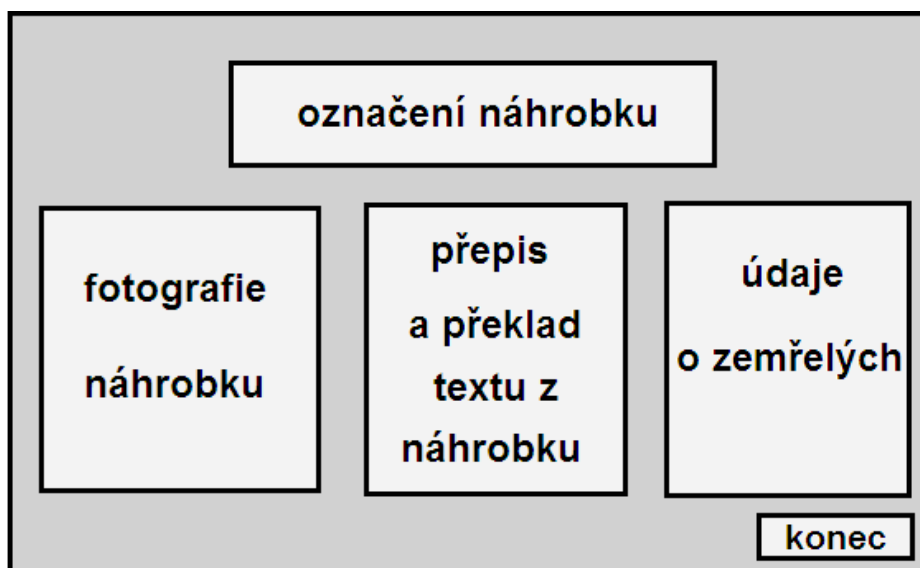 označení náhrobku
fotografie
náhrobku
přepis
a překlad
textu z
náhrobku
údaje
o zemřelých
konec